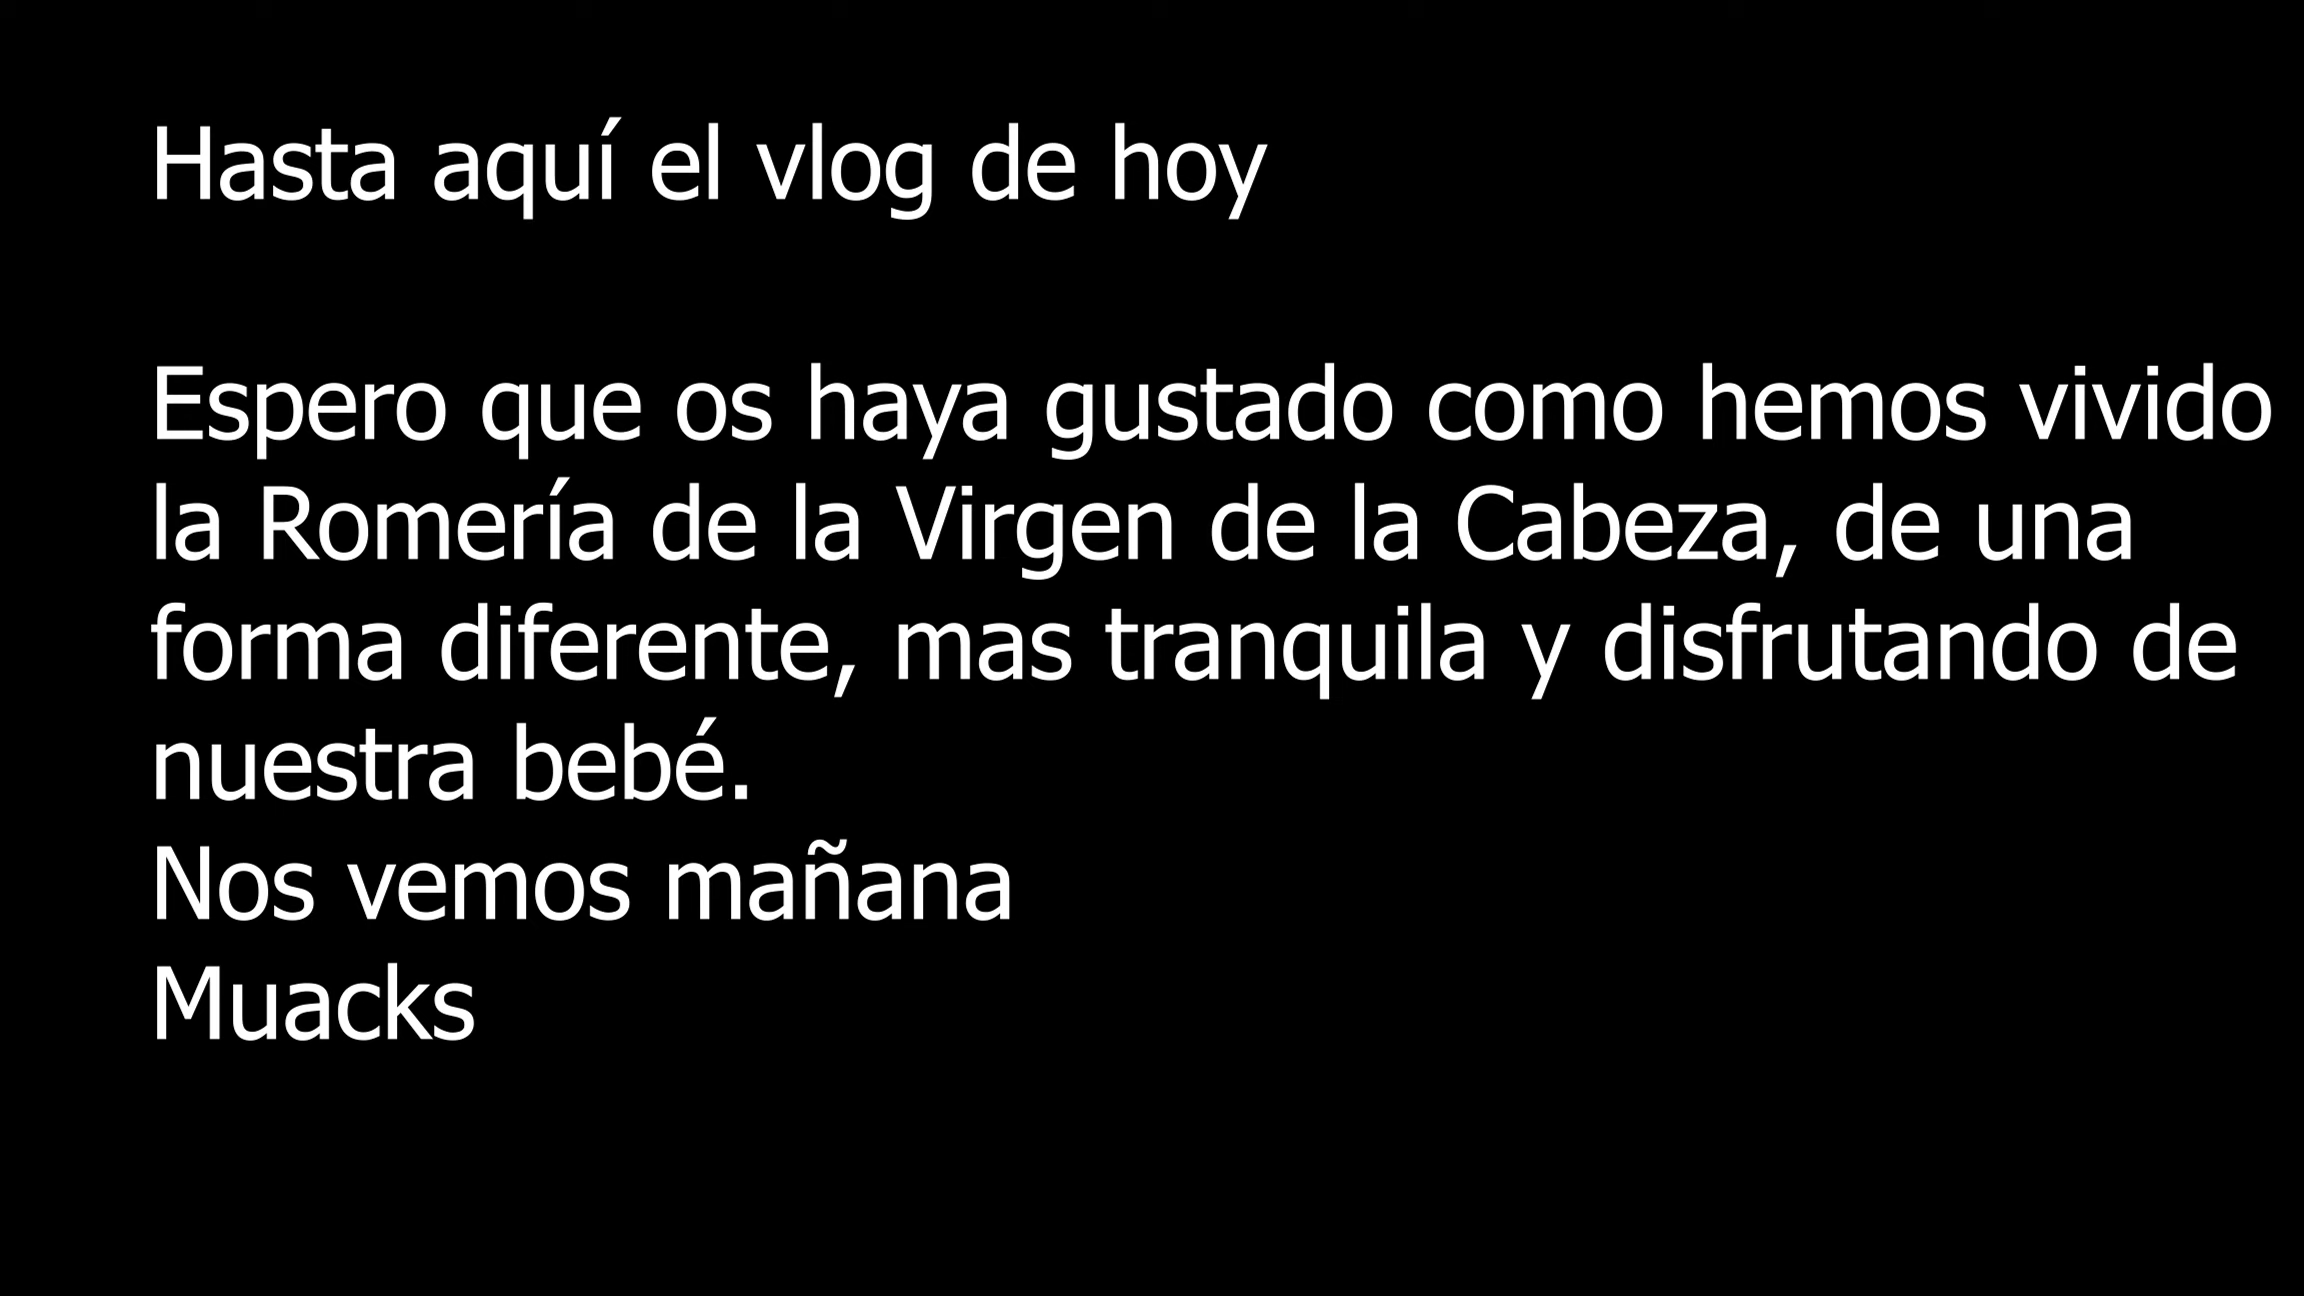 Hasta aquí el vlog de hoy
Espero que os haya gustado como hemos vivido
la Romería de la Virgen de la Cabeza, de una
forma diferente, mas tranquila y disfrutando de
nuestra bebé.
Nos vemos mañana
Muacks